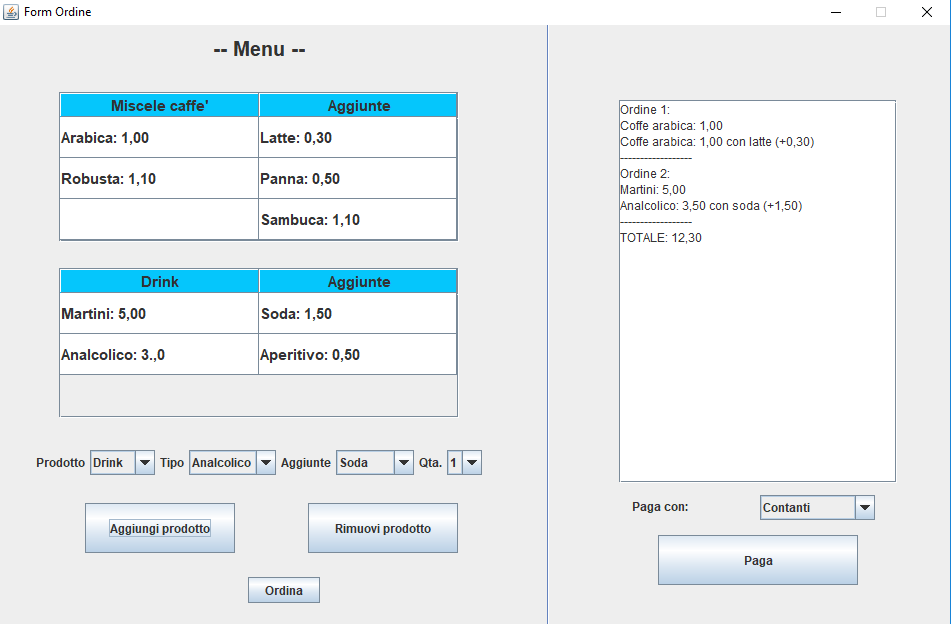 Form Ordine
-- Menu --
Miscele caffe' Aggiunte
Arabica: 1,00 Latte: 0,30
Robusta: 1,10 Panna: 0,50
Sambuca: 1,10
Drink Aggiunte
Martini: 5,00 Soda: 1,50
Analcolico: 3.,0 Aperitivo: 0,50
Prodotto Drink Tipo Analcolico Aggiunte Soda Qta. 1
Aggiungi prodotto Rimuovi prodotto
Ordina
Ordine 1:
Coffe arabica: 1,00
Coffe arabica: 1,00 con latte (+0,30)
------------------
Ordine 2:
Martini: 5,00
Analcolico: 3,50 con soda (+1,50)
------------------
TOTALE: 12,30
Paga con: Contanti
Paga